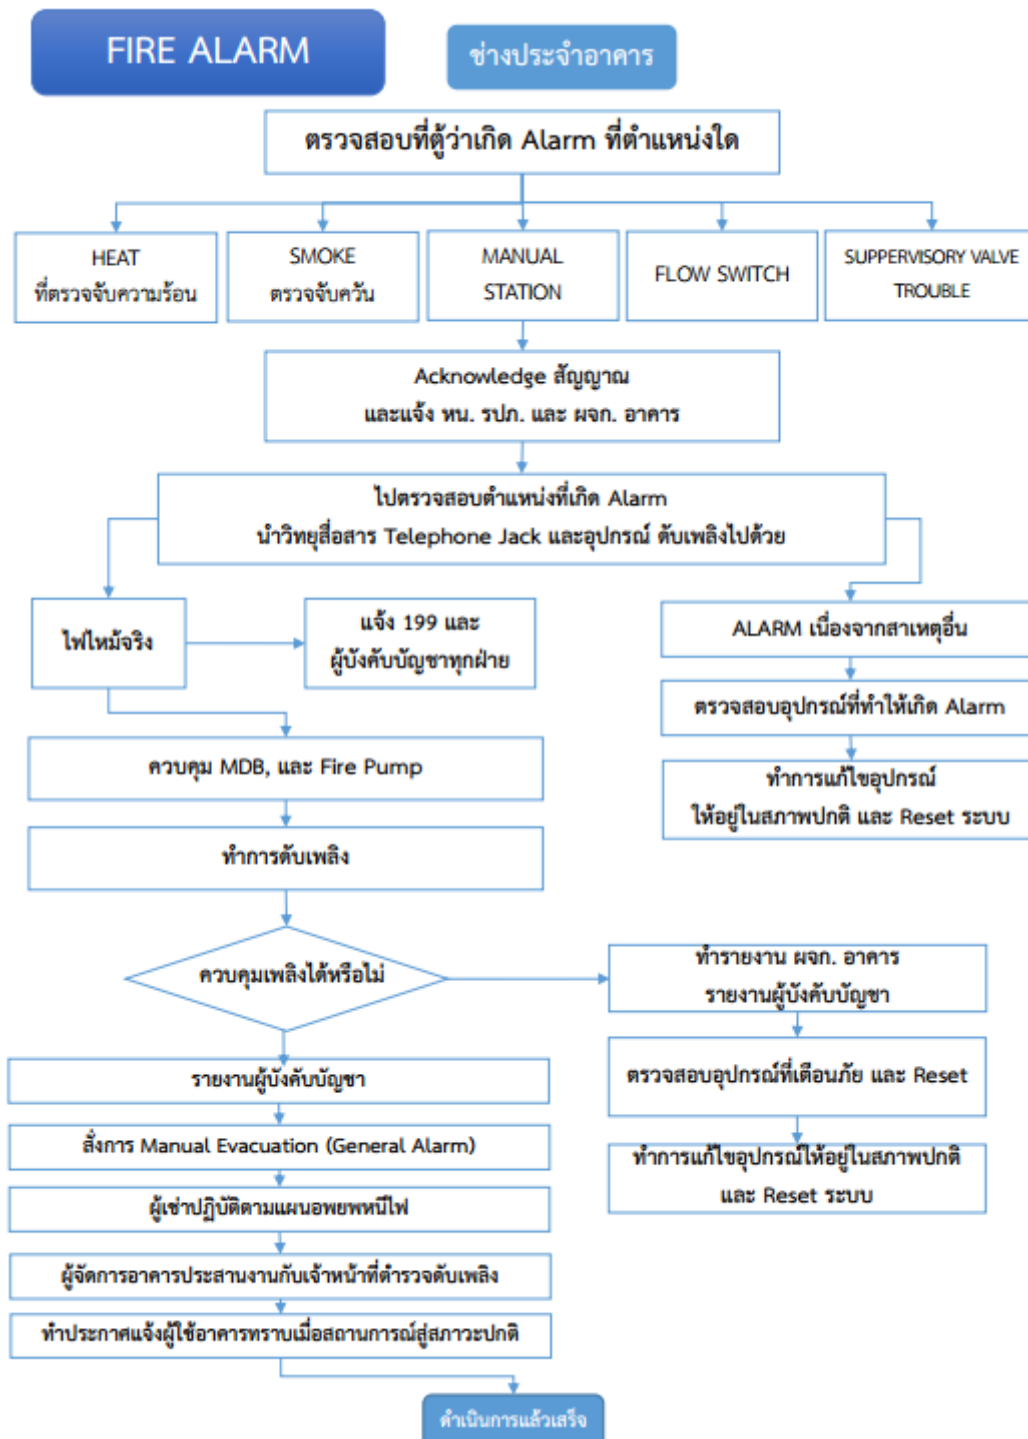 FIRE ALARM
ช่างประจำอาคาร
ตรวจสอบที่ตู้ว่าเกิด Alarm ที่ตำแหน่งใด
HEAT
ที่ตรวจจับความร้อน
SMOKE
ตรวจจับควัน
MANUAL
STATION
FLOW SWITCH
SUPPERVISORY VALVE
TROUBLE
Acknowledge สัญญาณ
และแจ้ง หน. รปภ. และ ผจก. อาคาร
ไปตรวจสอบตำแหน่งที่เกิด Alarm
นำวิทยุสื่อสาร Telephone Jack และอุปกรณ์ ดับเพลิงไปด้วย
ไฟไหม้จริง
แจ้ง 199 และ
ผู้บังคับบัญชาทุกฝ่าย
ALARM เนื่องจากสาเหตุอื่น
ตรวจสอบอุปกรณ์ที่ทำให้เกิด Alarm
ทำการแก้ไขอุปกรณ์
ให้อยู่ในสภาพปกติ และ Reset ระบบ
ควบคุม MDB, และ Fire Pump
ทำการดับเพลิง
ควบคุมเพลิงได้หรือไม่
ทำรายงาน ผจก. อาคาร
รายงานผู้บังคับบัญชา
ตรวจสอบอุปกรณ์ที่เตือนภัย และ Reset
ทำการแก้ไขอุปกรณ์ให้อยู่ในสภาพปกติ
และ Reset ระบบ
รายงานผู้บังคับบัญชา
สั่งการ Manual Evacuation (General Alarm)
ผู้เช่าปฏิบัติตามแผนอพยพหนีไฟ
ผู้จัดการอาคารประสานงานกับเจ้าหน้าที่ตำรวจดับเพลิง
ทำประกาศแจ้งผู้ใช้อาคารทราบเมื่อสถานการณ์สู่สภาวะปกติ
ดำเนินการแล้วเสร็จ